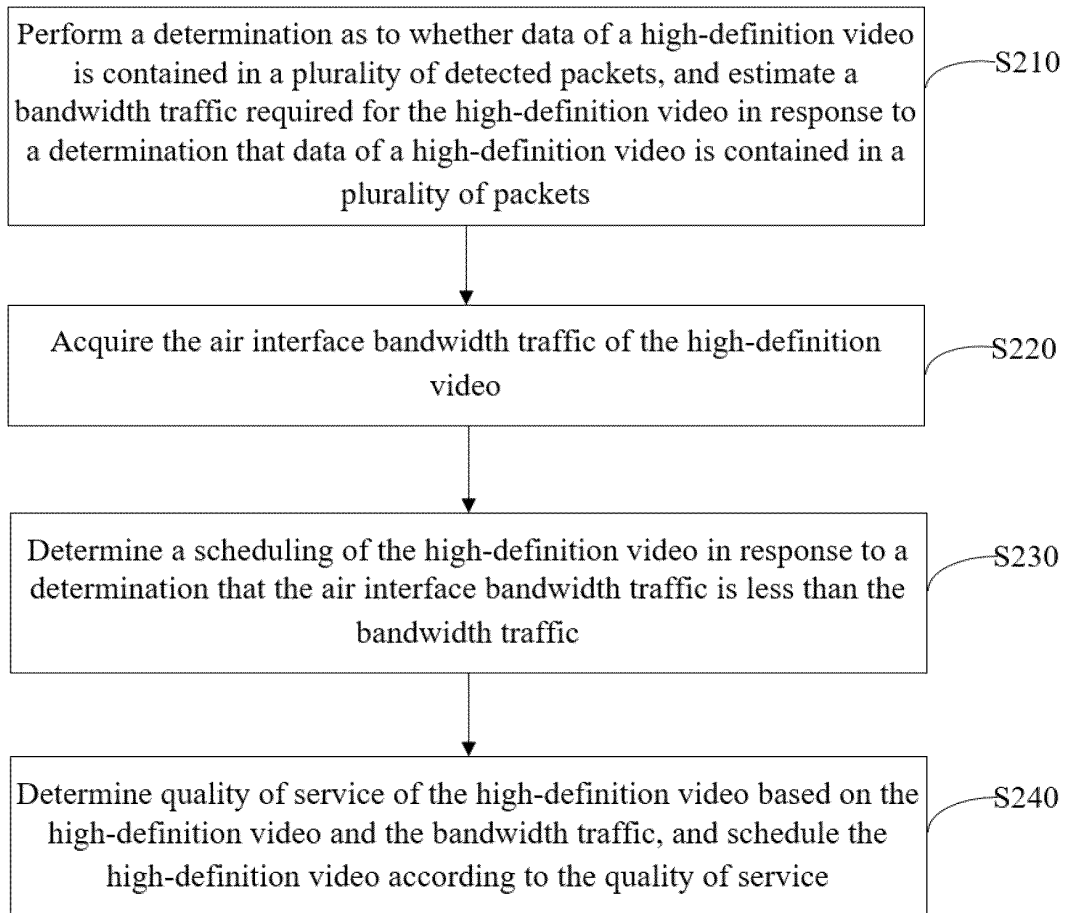 Perform a determination as to whether data of a high-definition video
is contained in a plurality of detected packets, and estimate a
bandwidth traffic required for the high-definition video in response to
a determination that data of a high-definition video is contained in a
plurality of packets
S210
Acquire the air interface bandwidth traffic of the high-definition
video
S220
Determine a scheduling of the high-definition video in response to a
determination that the air interface bandwidth traffic is less than the
bandwidth traffic
S230
Determine quality of service of the high-definition video based on the
high-definition video and the bandwidth traffic, and schedule the
high-definition video according to the quality of service
S240